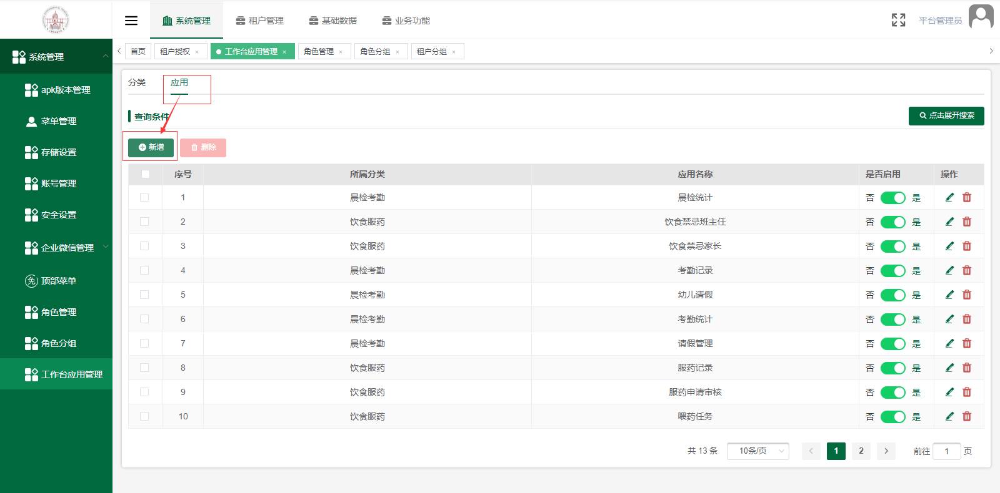 系统管理
租户管理
基础数据
业务功能
平台管理员
首页
租户授权 ×
工作台应用管理 ×
角色管理 ×
角色分组 ×
租户分组 ×
系统管理
apk版本管理
菜单管理
存储设置
账号管理
安全设置
企业微信管理
免 顶部菜单
角色管理
角色分组
工作台应用管理
分类
应用
查询条件
点击展开搜索
新增
删除
序号 所属分类 应用名称 是否启用 操作
1 晨检考勤 晨检统计 否 是
2 饮食服药 饮食禁忌班主任 否 是
3 饮食服药 饮食禁忌家长 否 是
4 晨检考勤 考勤记录 否 是
5 晨检考勤 幼儿请假 否 是
6 晨检考勤 考勤统计 否 是
7 晨检考勤 请假管理 否 是
8 饮食服药 服药记录 否 是
9 饮食服药 服药申请审核 否 是
10 饮食服药 喂药任务 否 是
共 13 条 10条/页 1 2 前往 1 页